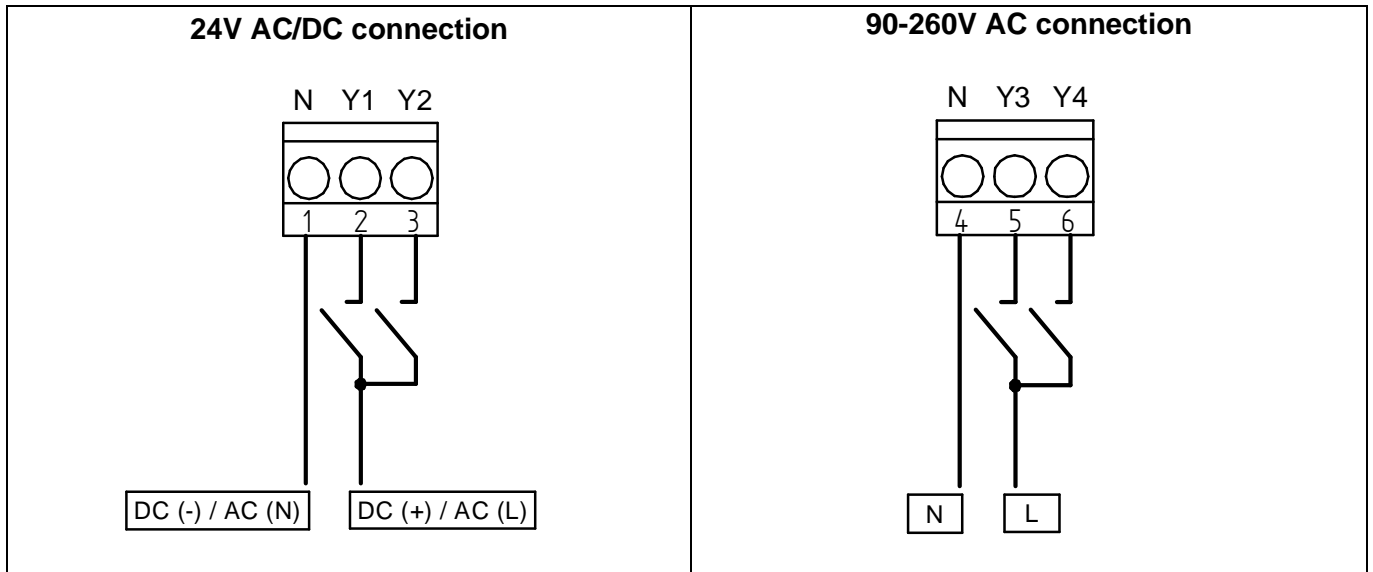 24V AC/DC connection
N Y1 Y2
1 2 3
DC (-) / AC (N) DC (+) / AC (L)
90-260V AC connection
N Y3 Y4
4 5 6
N L